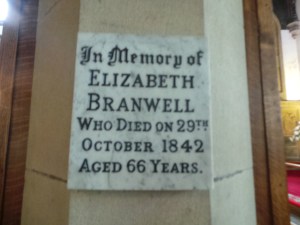 In Memory of
ELIZABETH
BRANWELL
WHO DIED ON 29TH
OCTOBER 1842
AGED 66 YEARS.